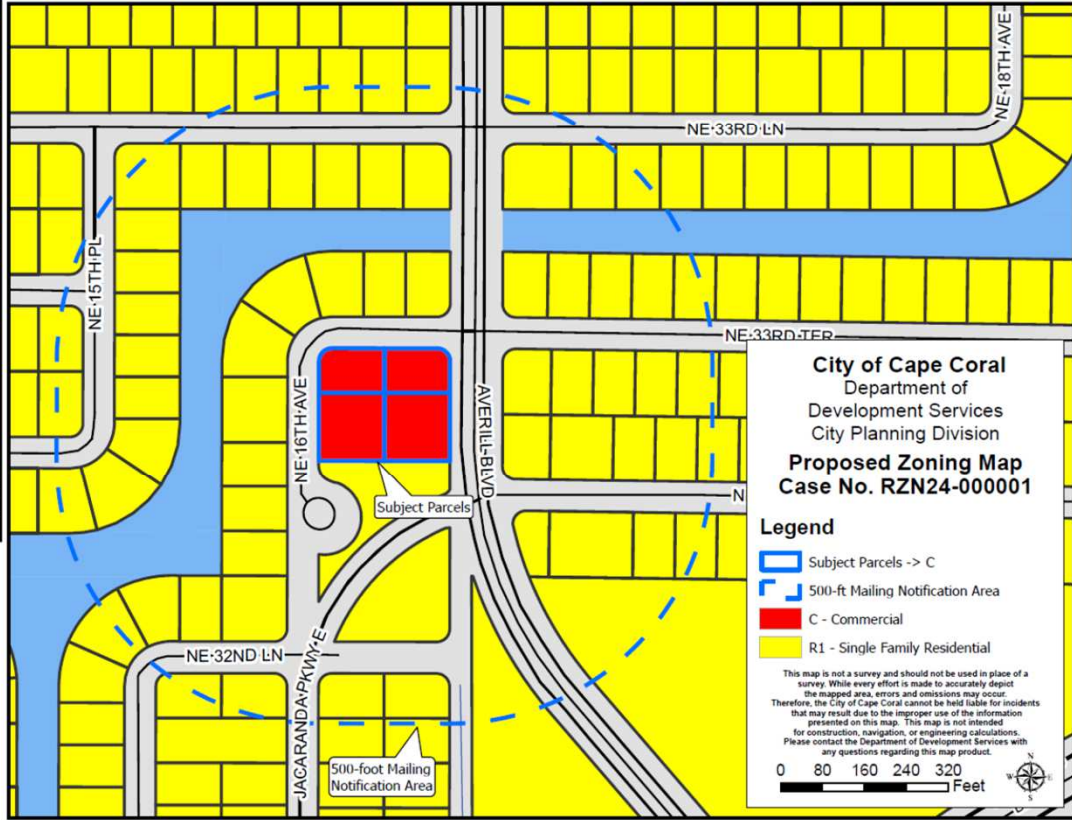 NE 18TH AVE
NE 33RD LN
NE 15TH PL
NE 33RD TER
NE 16TH AVE
AVERILL BLVD
Subject Parcels
N
NE 32ND LN
JACARANDA PKWY E
500-foot Mailing
Notification Area
City of Cape Coral
Department of
Development Services
City Planning Division
Proposed Zoning Map
Case No. RZN24-000001
Legend
Subject Parcels -> C
500-ft Mailing Notification Area
C - Commercial
R1 - Single Family Residential
This map is not a survey and should not be used in place of a
survey. While every effort is made to accurately depict
the mapped area, errors and omissions may occur.
Therefore, the City of Cape Coral cannot be held liable for incidents
that may result due to the improper use of the information
presented on this map. This map is not intended
for construction, navigation, or engineering calculations.
Please contact the Department of Development Services with
any questions regarding this map product.
0 80 160 240 320
Feet
N
W E
S